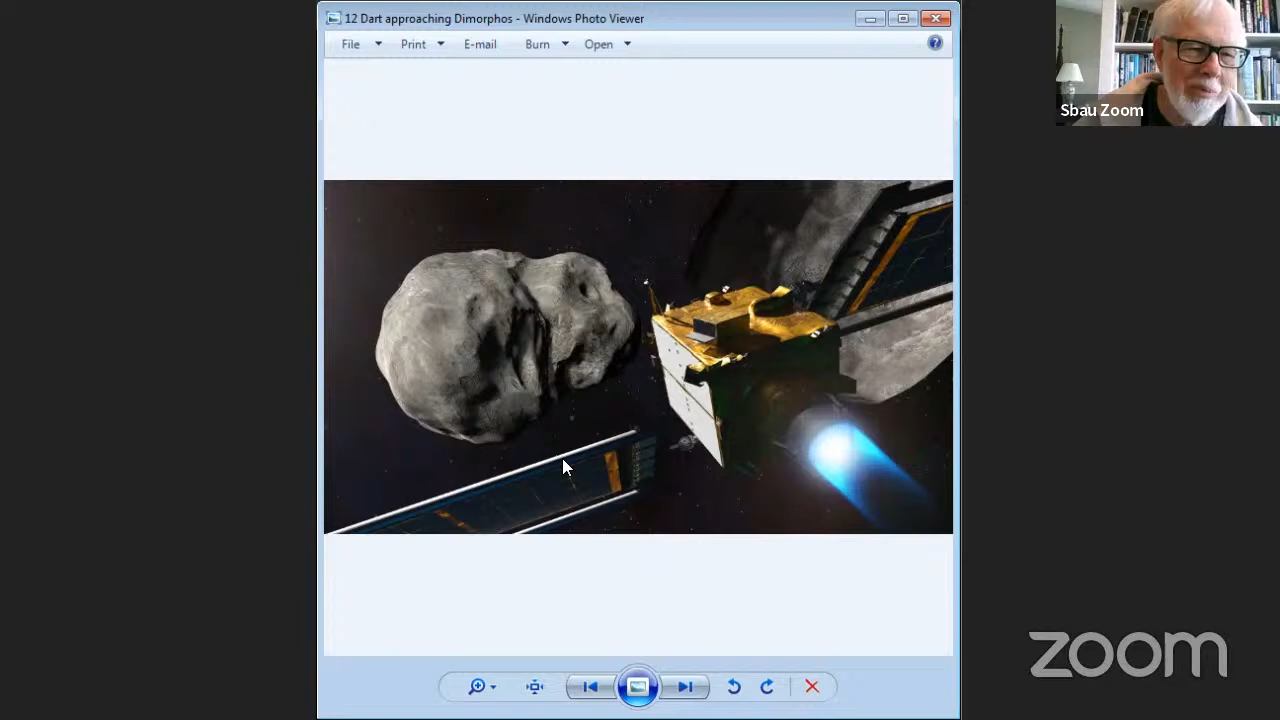 12 Dart approaching Dimorphos - Windows Photo Viewer
File Print E-mail Burn Open
Sbau Zoom
zoom